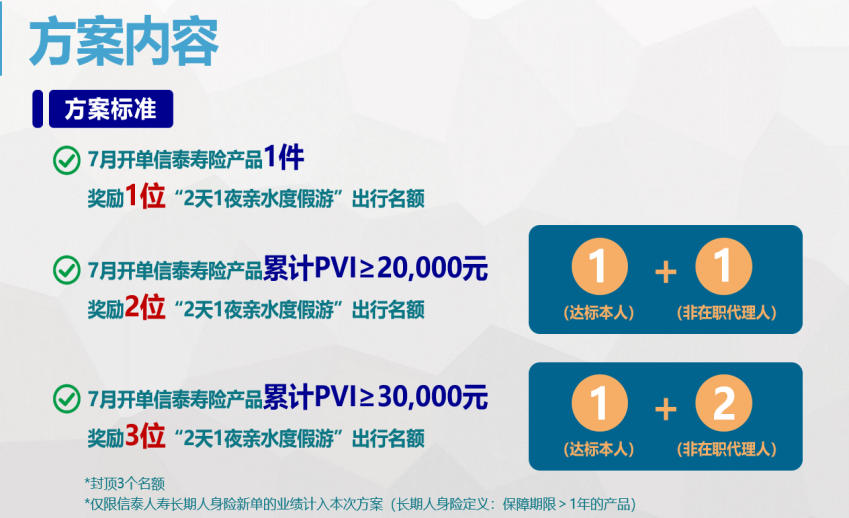 方案内容
方案标准
7月开单信泰寿险产品1件
奖励1位“2天1夜亲水度假游”出行名额
7月开单信泰寿险产品累计PVI≥20,000元
奖励2位“2天1夜亲水度假游”出行名额
1 + 1
(达标本人) (非在职代理人)
7月开单信泰寿险产品累计PVI≥30,000元
奖励3位“2天1夜亲水度假游”出行名额
1 + 2
(达标本人) (非在职代理人)
*封顶3个名额
*仅限信泰人寿长期人身险新单的业绩计入本次方案（长期人身险定义：保障期限＞1年的产品）